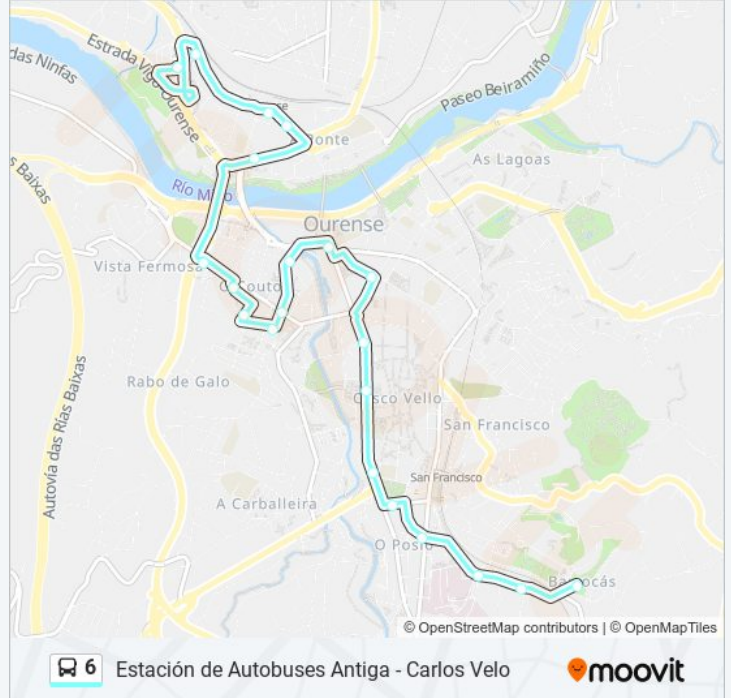 Estrada Vigo-Ourense
das Ninfas
Paseo Beiramiño
Ponte
As Lagoas
s Baixas
Río Miño
Ourense
Vista Fermosa
O Couto
Autovía das Rías Baixas
Rabo de Galo
Casco Vello
San Francisco
San Francisco
A Carballeira
O Posío
Barrocás
© OpenStreetMap contributors | © OpenMapTiles
6 Estación de Autobuses Antiga - Carlos Velo
moovit